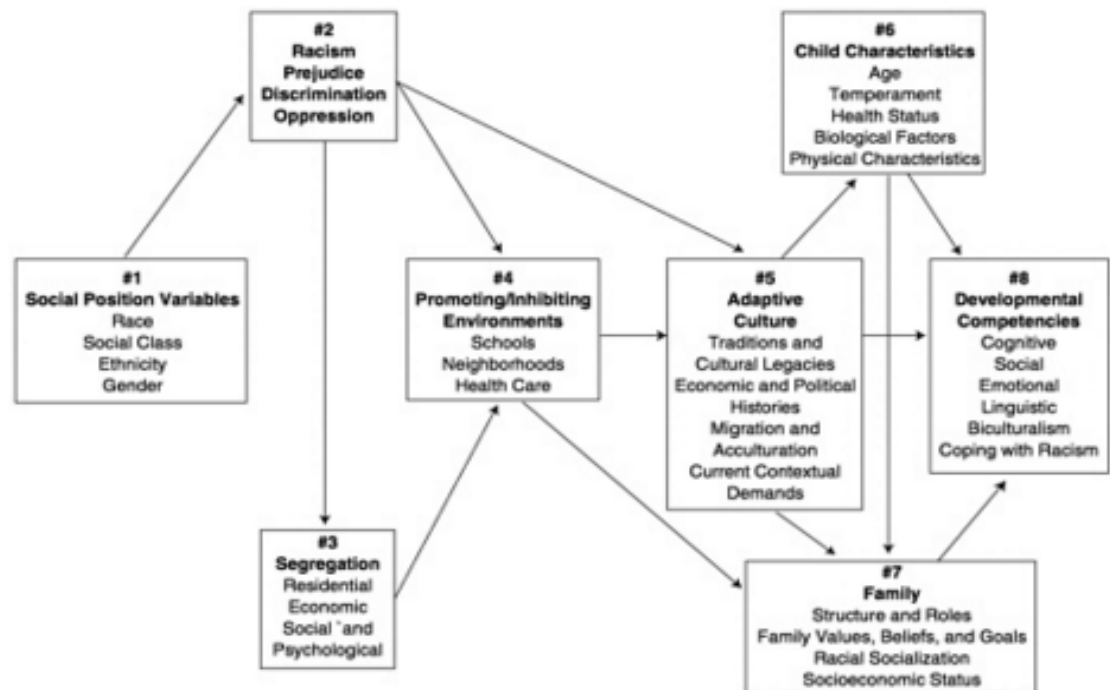 #2
Racism
Prejudice
Discrimination
Oppression
#6
Child Characteristics
Age
Temperament
Health Status
Biological Factors
Physical Characteristics
#1
Social Position Variables
Race
Social Class
Ethnicity
Gender
#4
Promoting/Inhibiting
Environments
Schools
Neighborhoods
Health Care
#5
Adaptive
Culture
Traditions and
Cultural Legacies
Economic and Political
Histories
Migration and
Acculturation
Current Contextual
Demands
#8
Developmental
Competencies
Cognitive
Social
Emotional
Linguistic
Biculturalism
Coping with Racism
#3
Segregation
Residential
Economic
Social `and
Psychological
#7
Family
Structure and Roles
Family Values, Beliefs, and Goals
Racial Socialization
Socioeconomic Status